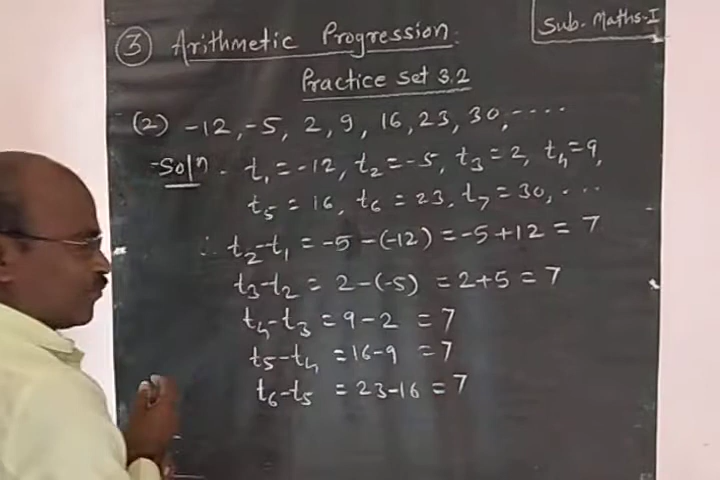 Sub- Maths-I
③ Arithmetic Progression
Practice set 3.2
(2) -12, -5, 2, 9, 16, 23, 30, ....
Solⁿ. t₁ = -12, t₂ = -5, t₃ = 2, t₄ = 9,
t₅ = 16, t₆ = 23, t₇ = 30, ...
∴ t₂-t₁ = -5-(-12) = -5+12 = 7
t₃-t₂ = 2-(-5) = 2+5 = 7
t₄-t₃ = 9-2 = 7
t₅-t₄ = 16-9 = 7
t₆-t₅ = 23-16 = 7